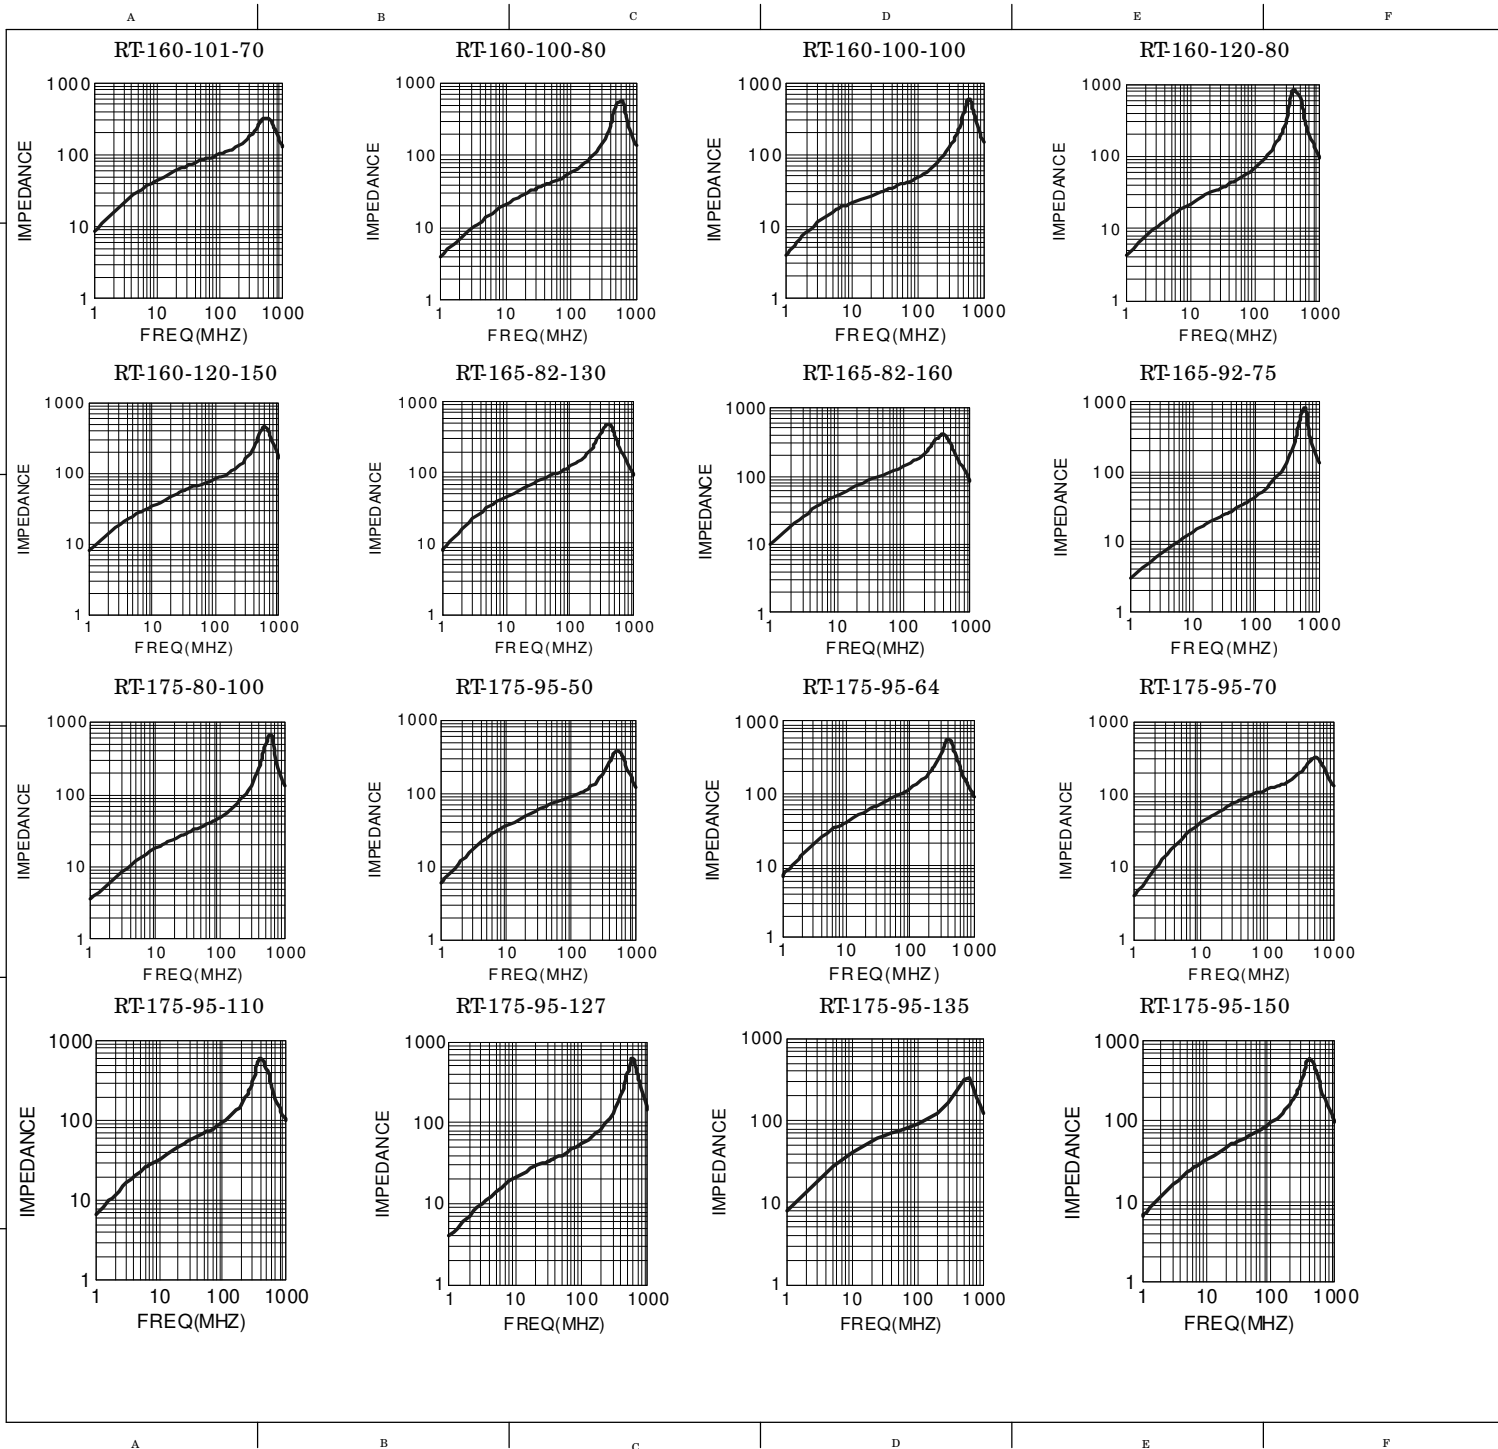 A B C D E F
RT-160-101-70 RT-160-100-80 RT-160-100-100 RT-160-120-80
1000 1000 1000 1000
IMPEDANCE IMPEDANCE IMPEDANCE IMPEDANCE
100 100 100 100
10 10 10 10
1 1 1 1
1 10 100 1000 1 10 100 1000 1 10 100 1000 1 10 100 1000
FREQ(MHZ) FREQ(MHZ) FREQ(MHZ) FREQ(MHZ)
RT-160-120-150 RT-165-82-130 RT-165-82-160 RT-165-92-75
1000 1000 1000 1000
IMPEDANCE IMPEDANCE IMPEDANCE IMPEDANCE
100 100 100 100
10 10 10 10
1 1 1 1
1 10 100 1000 1 10 100 1000 1 10 100 1000 1 10 100 1000
FREQ(MHZ) FREQ(MHZ) FREQ(MHZ) FREQ(MHZ)
RT-175-80-100 RT-175-95-50 RT-175-95-64 RT-175-95-70
1000 1000 1000 1000
IMPEDANCE IMPEDANCE IMPEDANCE IMPEDANCE
100 100 100 100
10 10 10 10
1 1 1 1
1 10 100 1000 1 10 100 1000 1 10 100 1000 1 10 100 1000
FREQ(MHZ) FREQ(MHZ) FREQ(MHZ) FREQ(MHZ)
RT-175-95-110 RT-175-95-127 RT-175-95-135 RT-175-95-150
1000 1000 1000 1000
IMPEDANCE IMPEDANCE IMPEDANCE IMPEDANCE
100 100 100 100
10 10 10 10
1 1 1 1
1 10 100 1000 1 10 100 1000 1 10 100 1000 1 10 100 1000
FREQ(MHZ) FREQ(MHZ) FREQ(MHZ) FREQ(MHZ)
A B C D E F